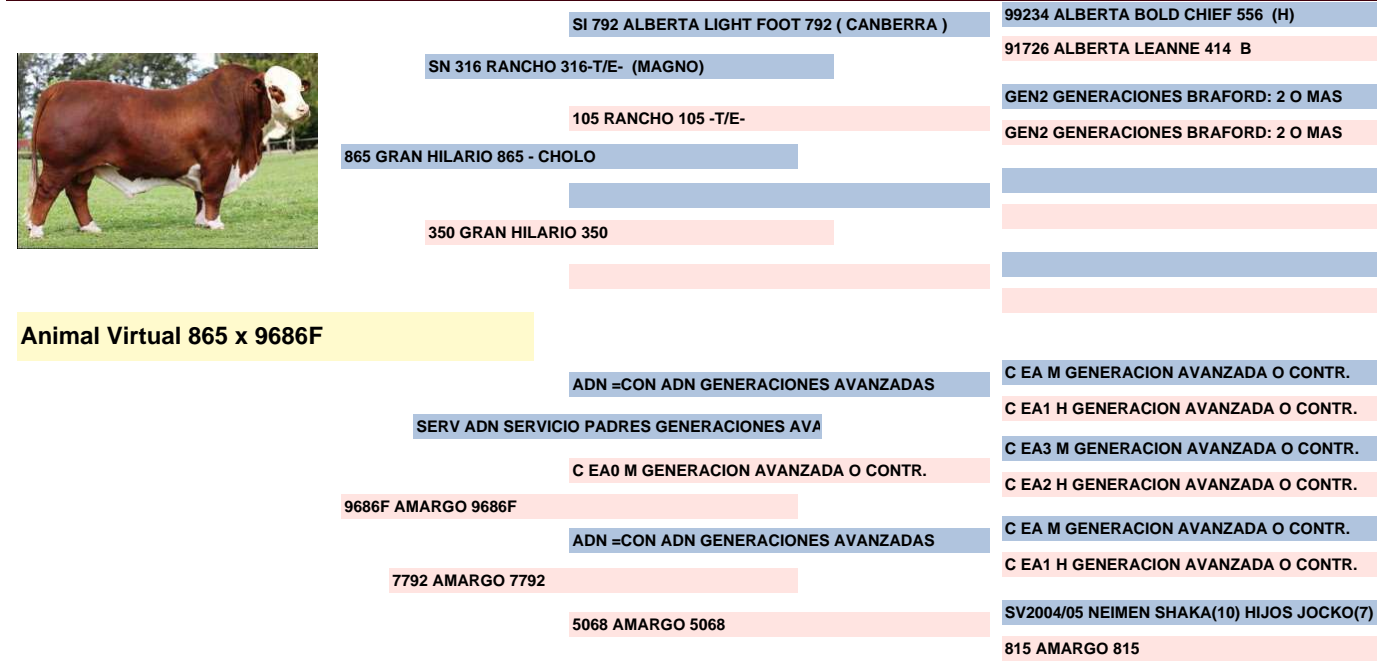 SI 792 ALBERTA LIGHT FOOT 792 ( CANBERRA )
99234 ALBERTA BOLD CHIEF 556 (H)
91726 ALBERTA LEANNE 414 B
SN 316 RANCHO 316-T/E- (MAGNO)
GEN2 GENERACIONES BRAFORD: 2 O MAS
105 RANCHO 105 -T/E-
GEN2 GENERACIONES BRAFORD: 2 O MAS
865 GRAN HILARIO 865 - CHOLO
350 GRAN HILARIO 350
Animal Virtual 865 x 9686F
ADN =CON ADN GENERACIONES AVANZADAS
C EA M GENERACION AVANZADA O CONTR.
C EA1 H GENERACION AVANZADA O CONTR.
SERV ADN SERVICIO PADRES GENERACIONES AVA
C EA3 M GENERACION AVANZADA O CONTR.
C EA0 M GENERACION AVANZADA O CONTR.
C EA2 H GENERACION AVANZADA O CONTR.
9686F AMARGO 9686F
ADN =CON ADN GENERACIONES AVANZADAS
C EA M GENERACION AVANZADA O CONTR.
C EA1 H GENERACION AVANZADA O CONTR.
7792 AMARGO 7792
5068 AMARGO 5068
SV2004/05 NEIMEN SHAKA(10) HIJOS JOCKO(7)
815 AMARGO 815